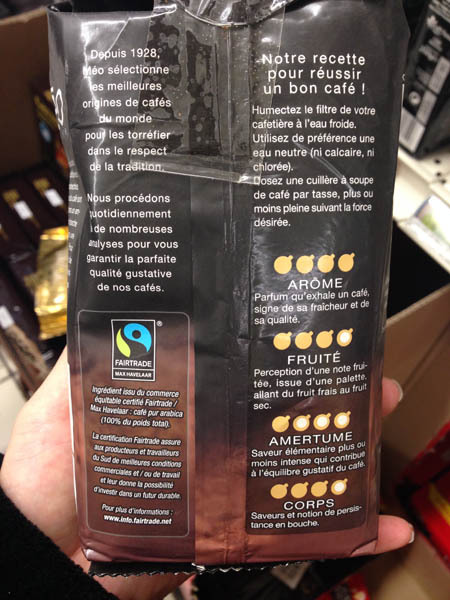 Depuis 1928,
Méo sélectionne
les meilleures
origines de cafés
du monde
pour les torréfier
dans le respect
de la tradition.
Nous procédons
quotidiennement
à de nombreuses
analyses pour vous
garantir la parfaite
qualité gustative
de nos cafés.
FAIRTRADE
MAX HAVELAAR
Ingrédient issu du commerce
équitable certifié Fairtrade /
Max Havelaar : café pur arabica
(100% du poids total).
La certification Fairtrade assure
aux producteurs et travailleurs
du Sud de meilleures conditions
commerciales et / ou de travail
et leur donne la possibilité
d'investir dans un futur durable.
Pour plus d'informations :
www.info.fairtrade.net
Notre recette
pour réussir
un bon café !
Humectez le filtre de votre
cafetière à l'eau froide.
Utilisez de préférence une
eau neutre (ni calcaire, ni
chlorée).
Dosez une cuillère à soupe
de café par tasse, plus ou
moins pleine suivant la force
désirée.
ARÔME
Parfum qu'exhale un café,
signe de sa fraîcheur et de
sa qualité.
FRUITÉ
Perception d'une note frui-
tée, issue d'une palette
allant du fruit frais au fruit
sec.
AMERTUME
Saveur élémentaire plus ou
moins intense qui contribue
à l'équilibre gustatif du café.
CORPS
Saveurs et notion de persis-
tance en bouche.